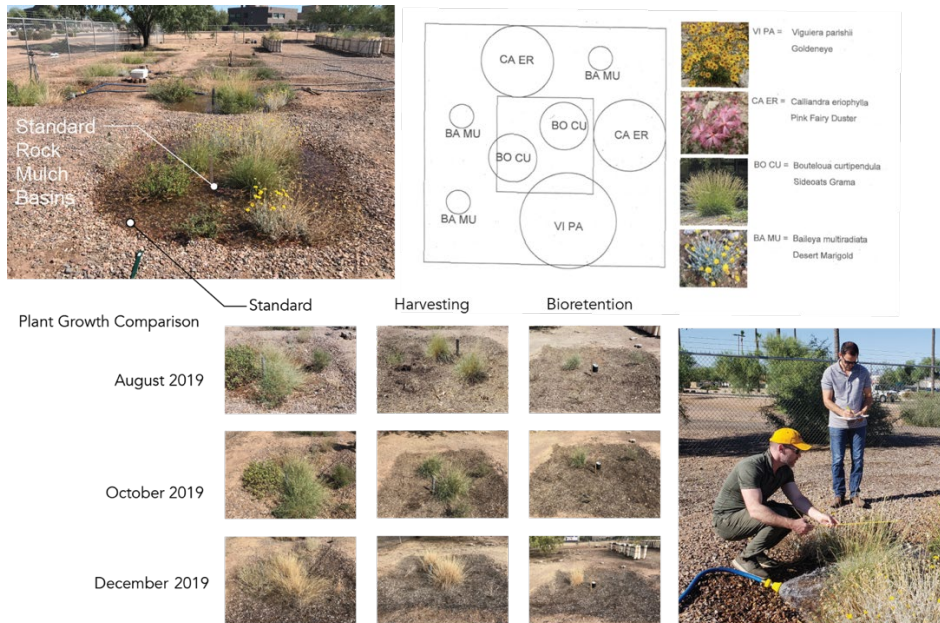 Standard
Rock
Mulch
Basins
CA ER
BA MU
BA MU
BO CU
CA ER
BO CU
BA MU
VI PA
VI PA = Viguiera parishii
Goldeneye
CA ER = Calliandra eriophylla
Pink Fairy Duster
BO CU = Bouteloua curtipendula
Sideoats Grama
BA MU = Baileya multiradiata
Desert Marigold
Standard
Harvesting
Bioretention
Plant Growth Comparison
August 2019
October 2019
December 2019